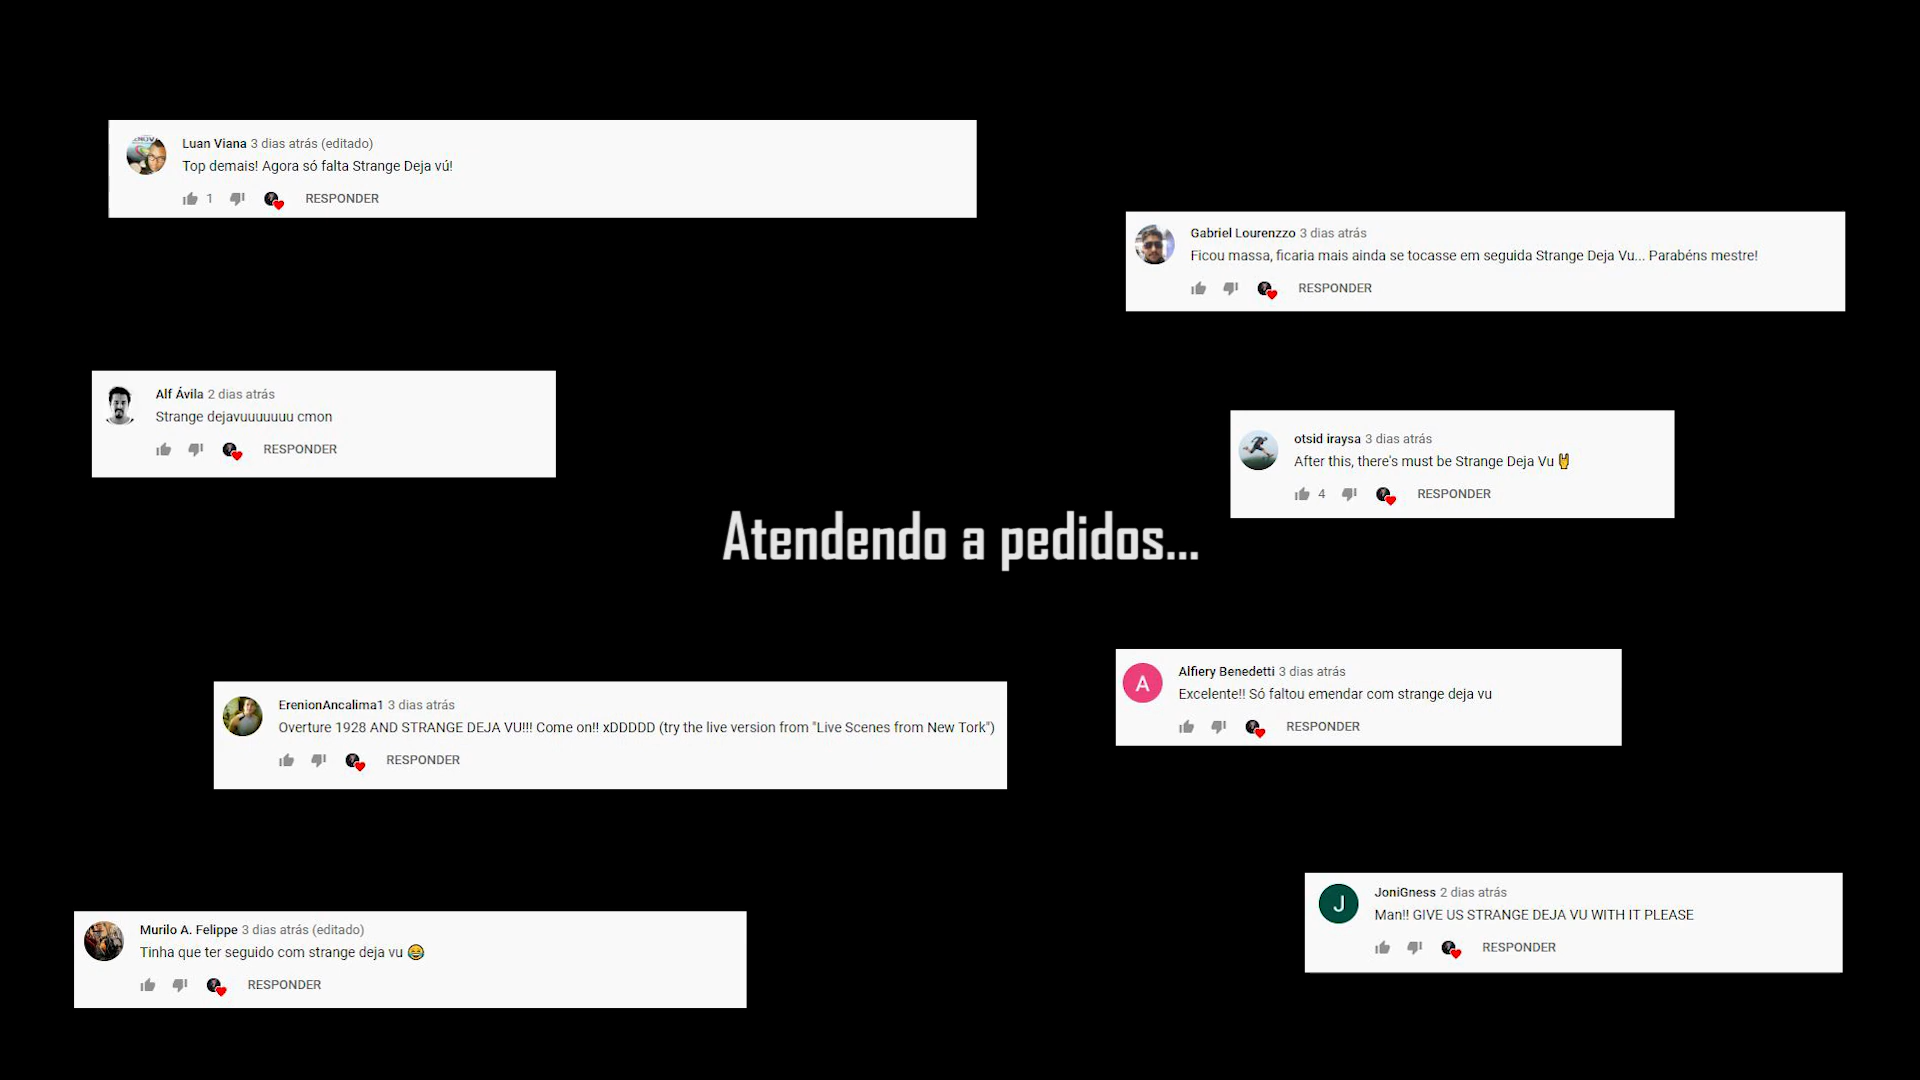 Luan Viana 3 dias atrás (editado)
Top demais! Agora só falta Strange Deja vú!
1 RESPONDER
Gabriel Lourenzzo 3 dias atrás
Ficou massa, ficaria mais ainda se tocasse em seguida Strange Deja Vu... Parabéns mestre!
RESPONDER
Alf Ávila 2 dias atrás
Strange dejavuuuuuuu cmon
RESPONDER
otsid iraysa 3 dias atrás
After this, there's must be Strange Deja Vu 🤘
4 RESPONDER
Atendendo a pedidos...
ErenionAncalima1 3 dias atrás
Overture 1928 AND STRANGE DEJA VU!!! Come on!! xDDDDD (try the live version from "Live Scenes from New Tork")
RESPONDER
Alfiery Benedetti 3 dias atrás
A
Excelente!! Só faltou emendar com strange deja vu
RESPONDER
JoniGness 2 dias atrás
J
Man!! GIVE US STRANGE DEJA VU WITH IT PLEASE
RESPONDER
Murilo A. Felippe 3 dias atrás (editado)
Tinha que ter seguido com strange deja vu 😂
RESPONDER